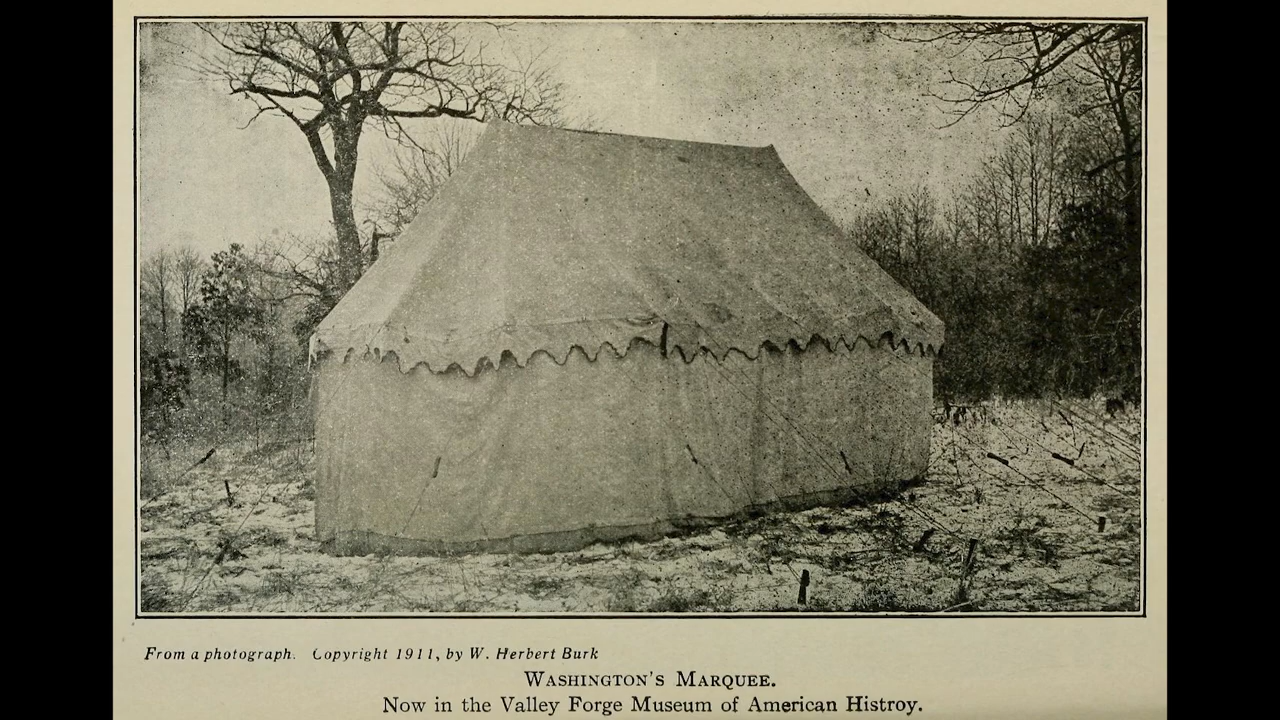 From a photograph. Copyright 1911, by W. Herbert Burk
WASHINGTON'S MARQUEE.
Now in the Valley Forge Museum of American Histroy.